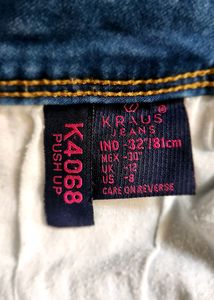 KRAUS
JEANS
IND -32"/81cm
MEX -30"
UK -12
US -8
CARE ON REVERSE
K4068
PUSH UP